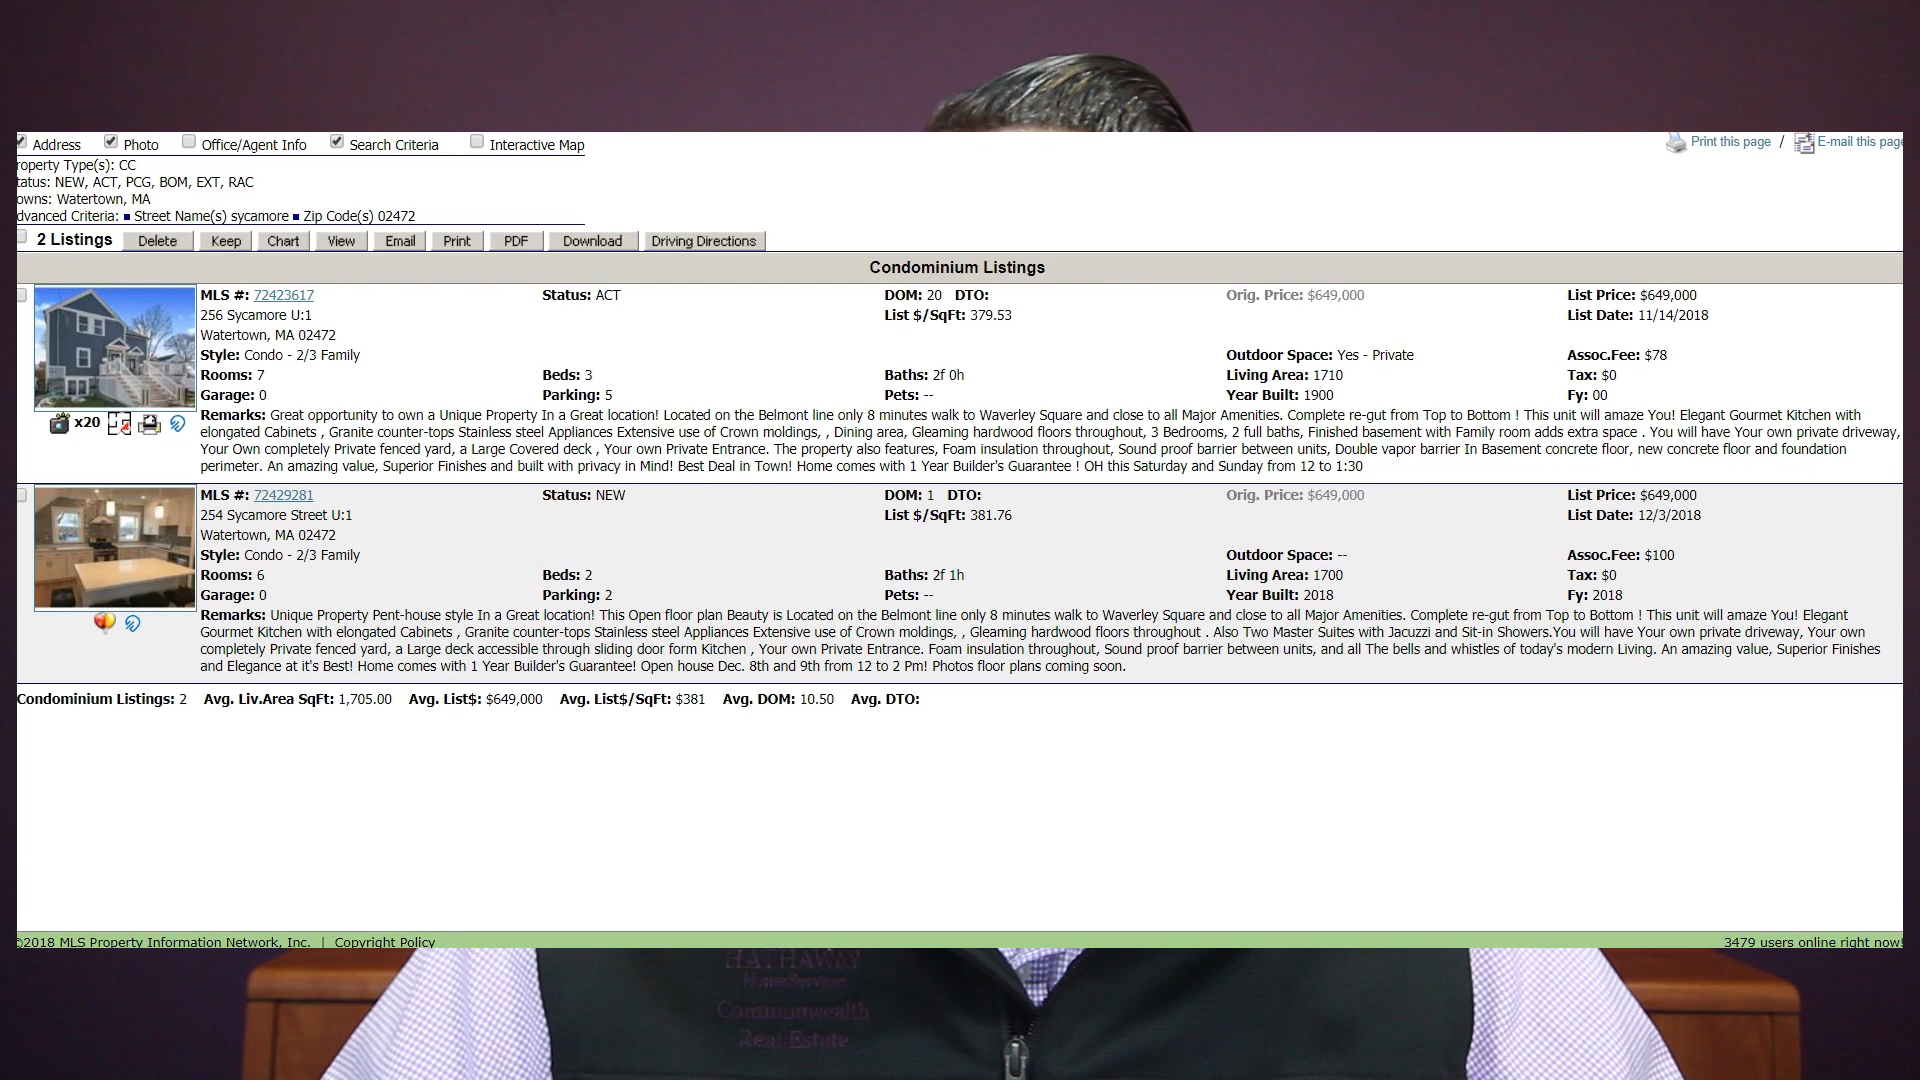 Address Photo Office/Agent Info Search Criteria Interactive Map Print this page / E-mail this page
roperty Type(s): CC
tatus: NEW, ACT, PCG, BOM, EXT, RAC
owns: Watertown, MA
dvanced Criteria: ▪ Street Name(s) sycamore ▪ Zip Code(s) 02472
2 Listings Delete Keep Chart View Email Print PDF Download Driving Directions
Condominium Listings
MLS #: 72423617 Status: ACT DOM: 20 DTO: Orig. Price: $649,000 List Price: $649,000
256 Sycamore U:1 List $/SqFt: 379.53 List Date: 11/14/2018
Watertown, MA 02472
Style: Condo - 2/3 Family Outdoor Space: Yes - Private Assoc.Fee: $78
Rooms: 7 Beds: 3 Baths: 2f 0h Living Area: 1710 Tax: $0
Garage: 0 Parking: 5 Pets: -- Year Built: 1900 Fy: 00
x20
Remarks: Great opportunity to own a Unique Property In a Great location! Located on the Belmont line only 8 minutes walk to Waverley Square and close to all Major Amenities. Complete re-gut from Top to Bottom ! This unit will amaze You! Elegant Gourmet Kitchen with
elongated Cabinets , Granite counter-tops Stainless steel Appliances Extensive use of Crown moldings, , Dining area, Gleaming hardwood floors throughout, 3 Bedrooms, 2 full baths, Finished basement with Family room adds extra space . You will have Your own private driveway,
Your Own completely Private fenced yard, a Large Covered deck , Your own Private Entrance. The property also features, Foam insulation throughout, Sound proof barrier between units, Double vapor barrier In Basement concrete floor, new concrete floor and foundation
perimeter. An amazing value, Superior Finishes and built with privacy in Mind! Best Deal in Town! Home comes with 1 Year Builder's Guarantee ! OH this Saturday and Sunday from 12 to 1:30
MLS #: 72429281 Status: NEW DOM: 1 DTO: Orig. Price: $649,000 List Price: $649,000
254 Sycamore Street U:1 List $/SqFt: 381.76 List Date: 12/3/2018
Watertown, MA 02472
Style: Condo - 2/3 Family Outdoor Space: -- Assoc.Fee: $100
Rooms: 6 Beds: 2 Baths: 2f 1h Living Area: 1700 Tax: $0
Garage: 0 Parking: 2 Pets: -- Year Built: 2018 Fy: 2018
Remarks: Unique Property Pent-house style In a Great location! This Open floor plan Beauty is Located on the Belmont line only 8 minutes walk to Waverley Square and close to all Major Amenities. Complete re-gut from Top to Bottom ! This unit will amaze You! Elegant
Gourmet Kitchen with elongated Cabinets , Granite counter-tops Stainless steel Appliances Extensive use of Crown moldings, , Gleaming hardwood floors throughout . Also Two Master Suites with Jacuzzi and Sit-in Showers.You will have Your own private driveway, Your own
completely Private fenced yard, a Large deck accessible through sliding door form Kitchen , Your own Private Entrance. Foam insulation throughout, Sound proof barrier between units, and all The bells and whistles of today's modern Living. An amazing value, Superior Finishes
and Elegance at it's Best! Home comes with 1 Year Builder's Guarantee! Open house Dec. 8th and 9th from 12 to 2 Pm! Photos floor plans coming soon.
Condominium Listings: 2 Avg. Liv.Area SqFt: 1,705.00 Avg. List$: $649,000 Avg. List$/SqFt: $381 Avg. DOM: 10.50 Avg. DTO:
©2018 MLS Property Information Network, Inc. | Copyright Policy 3479 users online right now!
HATHAWAY
HomeServices
Commonwealth
Real Estate